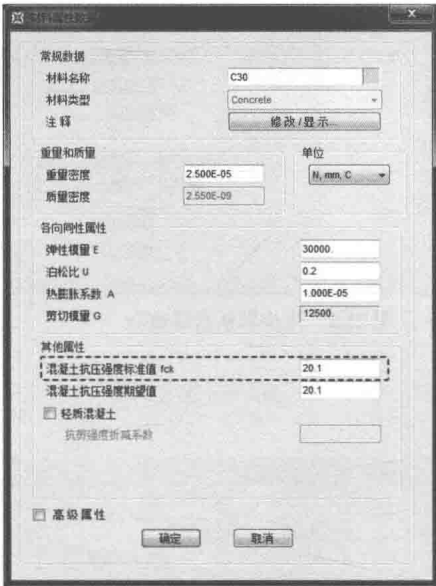 材料属性数据
常规数据
材料名称 C30
材料类型 Concrete
注释 修改/显示...
重量和质量
单位
重量密度 2.500E-05
N, mm, C
质量密度 2.550E-09
各向同性属性
弹性模量 E 30000.
泊松比 U 0.2
热膨胀系数 A 1.000E-05
剪切模量 G 12500.
其他属性
混凝土抗压强度标准值 fck 20.1
混凝土抗压强度期望值 20.1
轻质混凝土
抗剪强度折减系数
高级属性
确定 取消